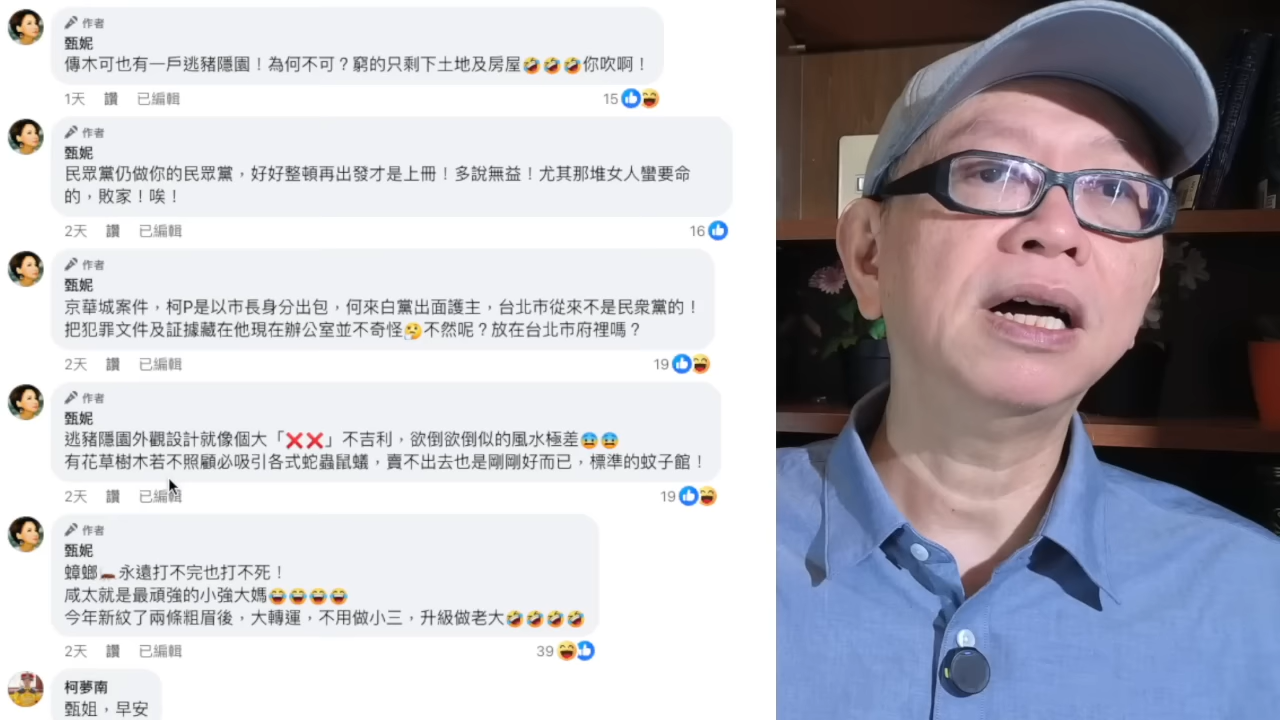 作者
甄妮
傳木可也有一戶逃豬隱園！為何不可？窮的只剩下土地及房屋🤣🤣🤣你吹啊！
1天 讚 已編輯 15
作者
甄妮
民眾黨仍做你的民眾黨，好好整頓再出發才是上冊！多說無益！尤其那堆女人蠻要命
的，敗家！唉！
2天 讚 已編輯 16
作者
甄妮
京華城案件，柯P是以市長身分出包，何來白黨出面護主，台北市從來不是民衆黨的！
把犯罪文件及証據藏在他現在辦公室並不奇怪🤧不然呢？放在台北市府裡嗎？
2天 讚 已編輯 19
作者
甄妮
逃豬隱園外觀設計就像個大「❌❌」不吉利，欲倒欲倒似的風水極差😰😰
有花草樹木若不照顧必吸引各式蛇蟲鼠蟻，賣不出去也是剛剛好而已，標準的蚊子館！
2天 讚 已編輯 19
作者
甄妮
蟑螂🪳永遠打不完也打不死！
咸太就是最頑強的小強大媽😂😂😂😂
今年新紋了兩條粗眉後，大轉運，不用做小三，升級做老大🤣🤣🤣🤣
2天 讚 已編輯 39
柯夢南
甄姐，早安